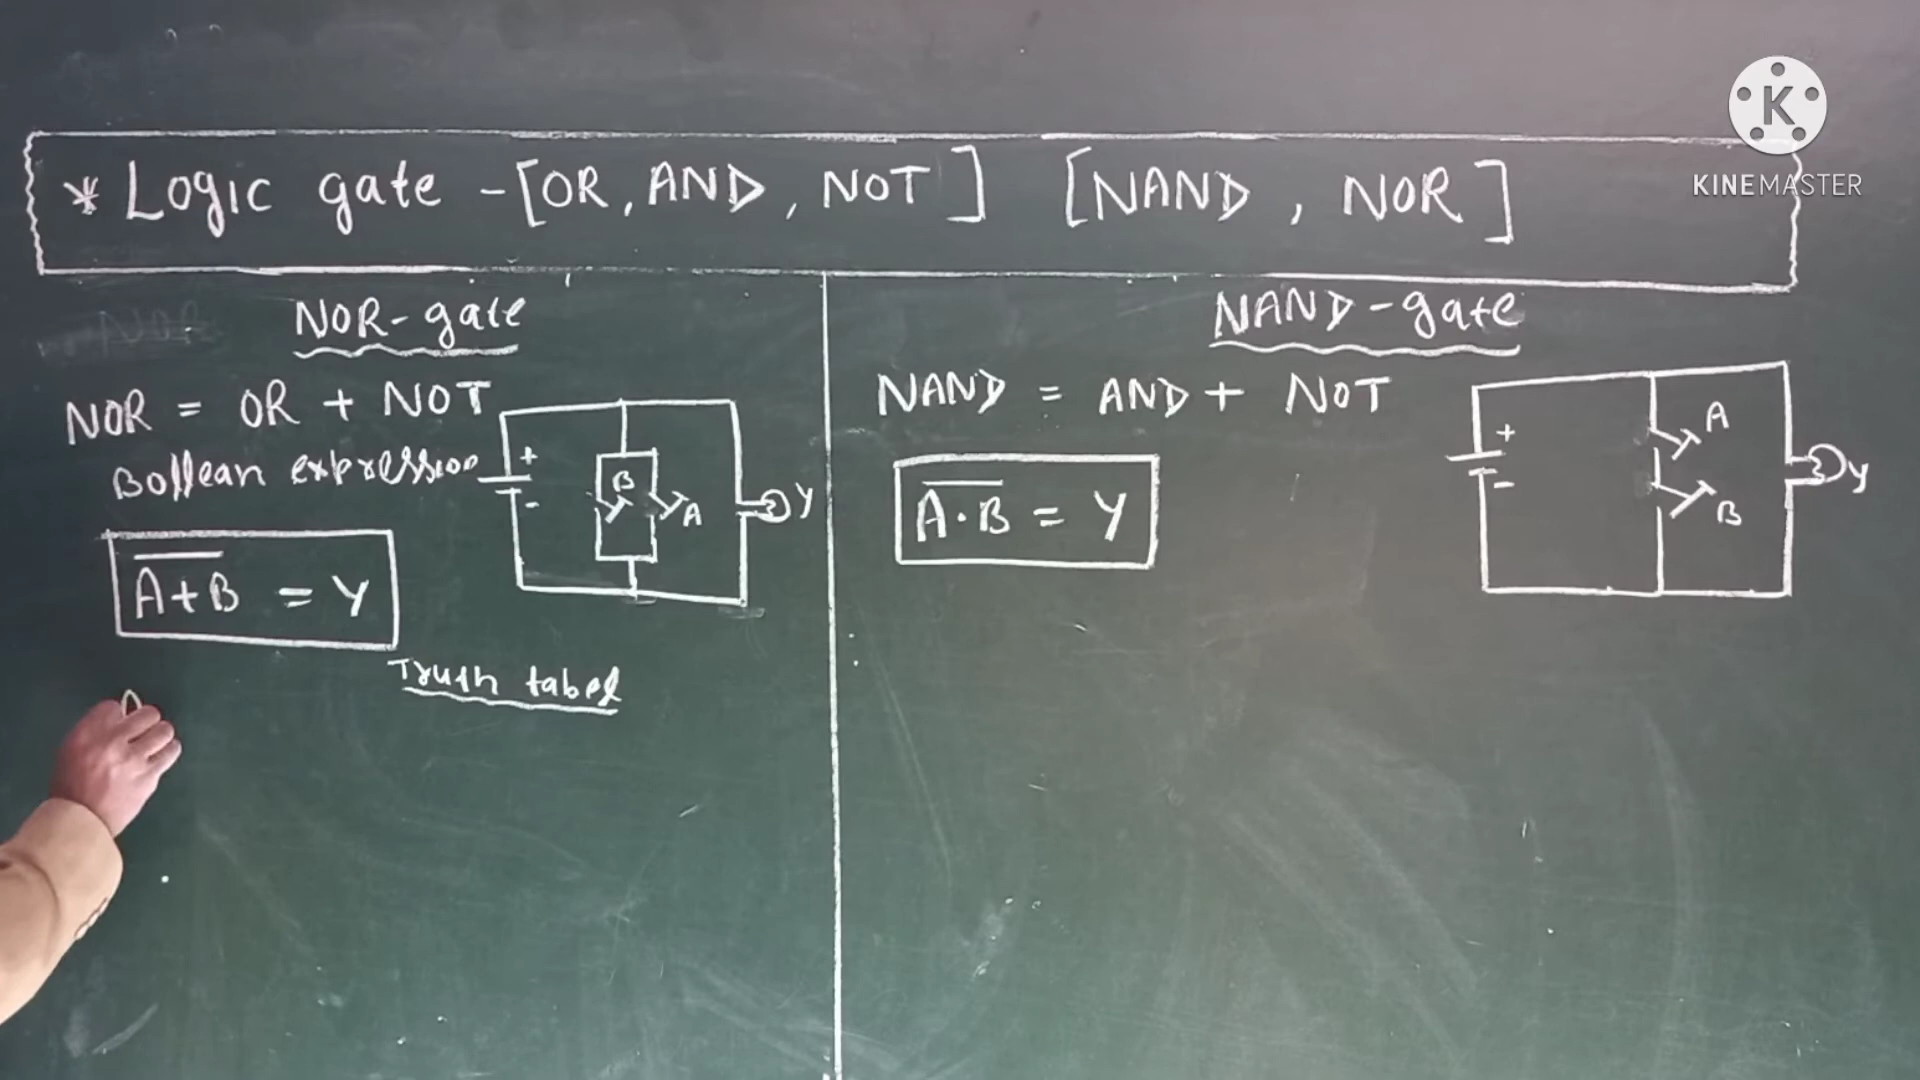 * Logic gate - [OR, AND, NOT] [NAND, NOR]
KINEMASTER
NOR-gate
NOR = OR + NOT
Bollean expression
+
-
B
A
Y
A̅+̅B̅ = Y
Truth tabel
A
NAND-gate
NAND = AND + NOT
A̅·̅B̅ = Y
+
-
A
B
Y